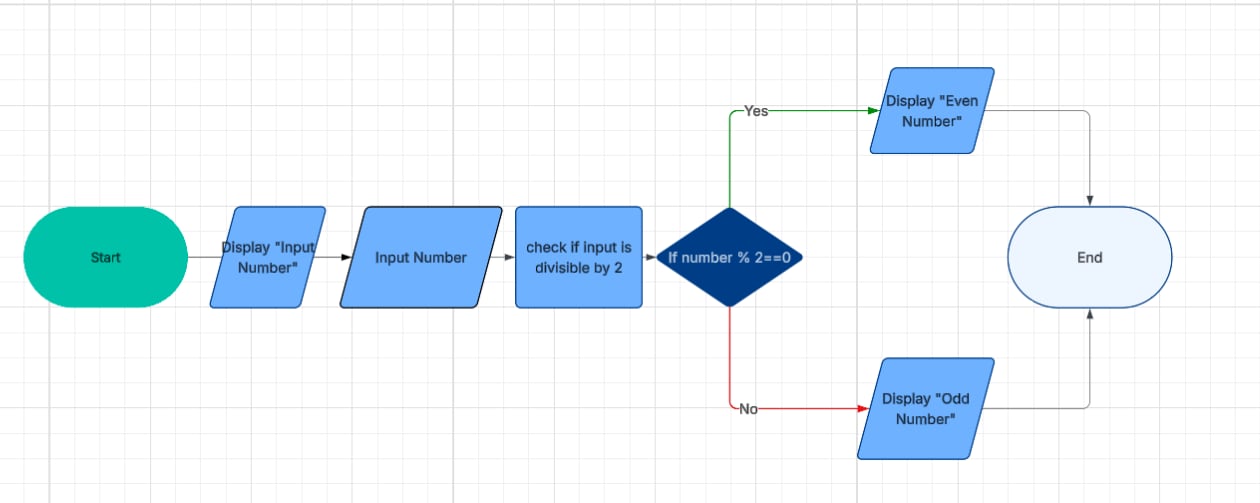 Start
Display "Input
Number"
Input Number
check if input is
divisible by 2
If number % 2==0
Yes
Display "Even
Number"
No
Display "Odd
Number"
End